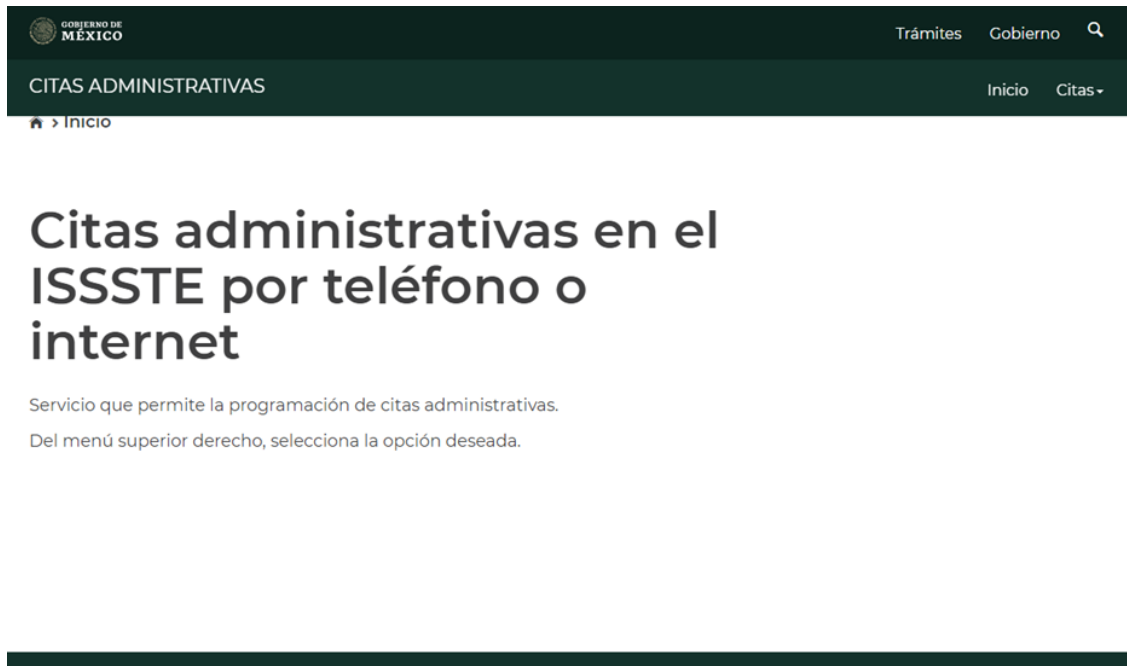 GOBIERNO DE
MÉXICO
Trámites Gobierno
CITAS ADMINISTRATIVAS
Inicio Citas
> Inicio
Citas administrativas en el
ISSSTE por teléfono o
internet
Servicio que permite la programación de citas administrativas.
Del menú superior derecho, selecciona la opción deseada.